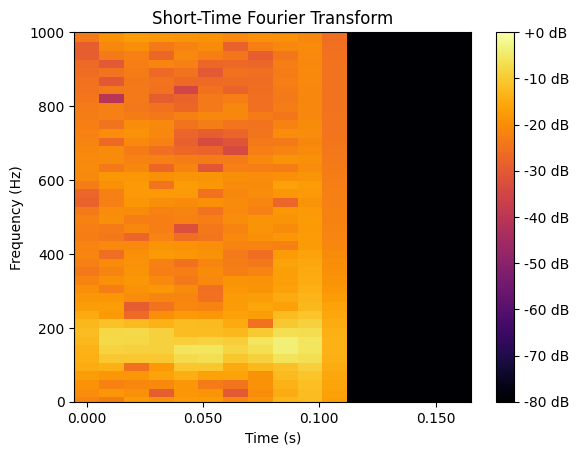 Short-Time Fourier Transform
1000
800
600
400
200
0
Frequency (Hz)
0.000
0.050
0.100
0.150
Time (s)
+0 dB
-10 dB
-20 dB
-30 dB
-40 dB
-50 dB
-60 dB
-70 dB
-80 dB